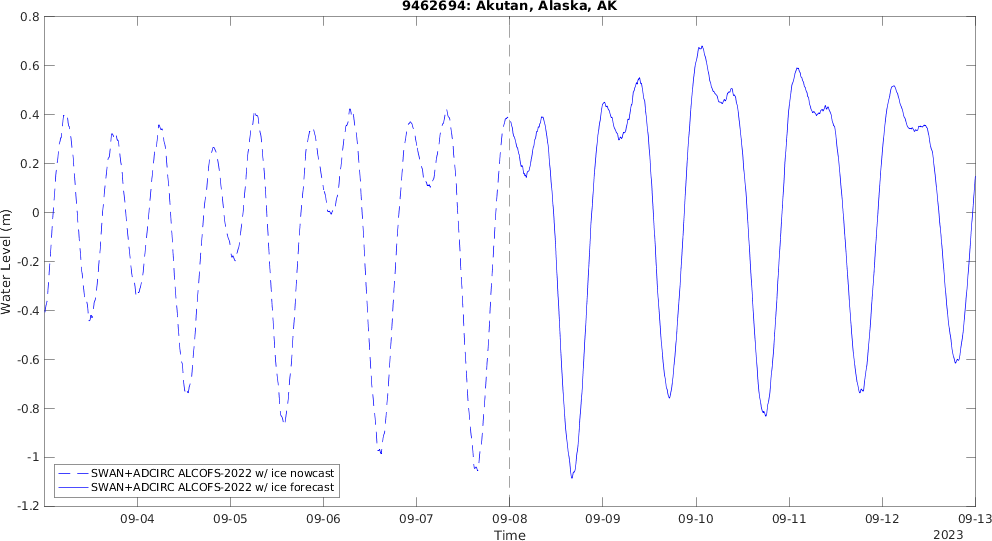 9462694: Akutan, Alaska, AK
0.8
0.6
0.4
0.2
0
-0.2
-0.4
-0.6
-0.8
-1
-1.2
Water Level (m)
SWAN+ADCIRC ALCOFS-2022 w/ ice nowcast
SWAN+ADCIRC ALCOFS-2022 w/ ice forecast
09-04 09-05 09-06 09-07 09-08 09-09 09-10 09-11 09-12 09-13
Time
2023